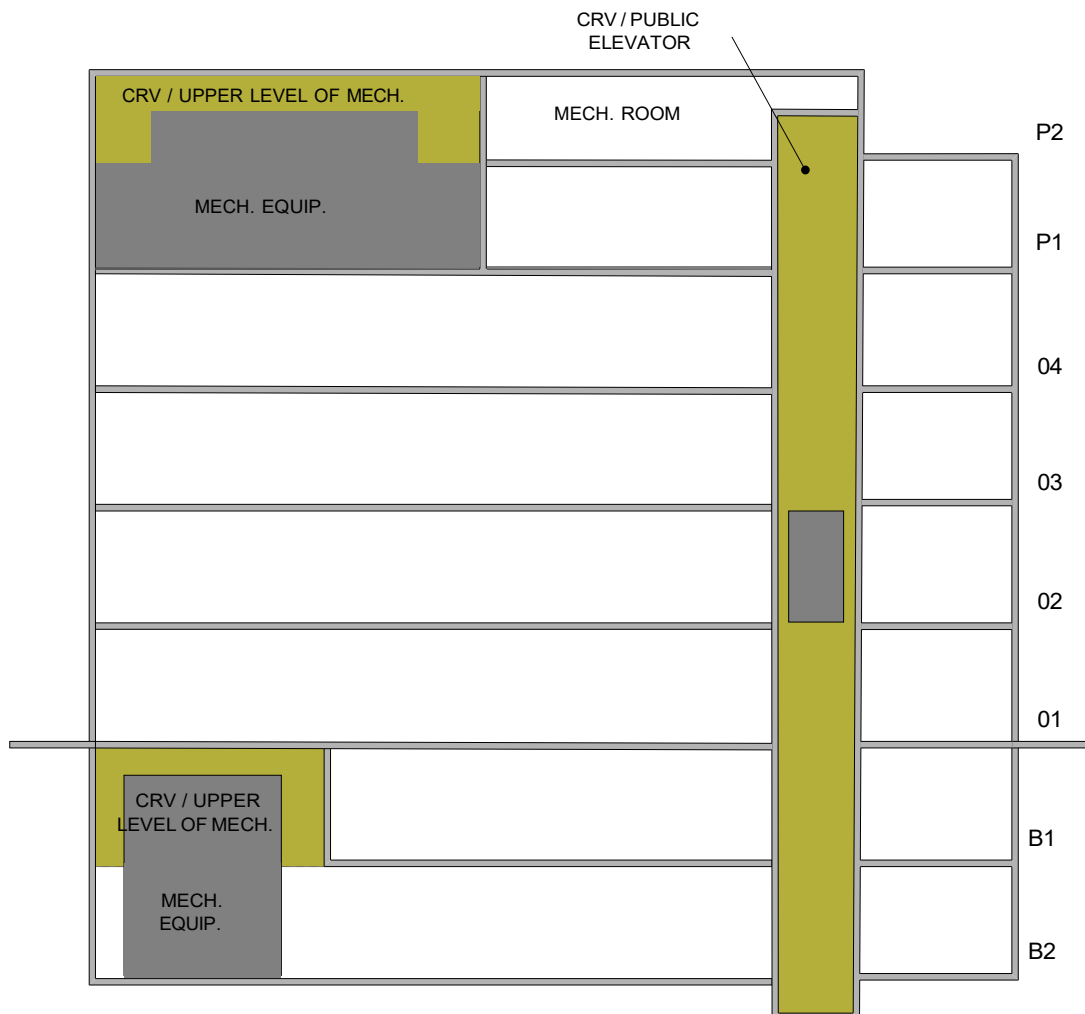 CRV / PUBLIC
ELEVATOR
CRV / UPPER LEVEL OF MECH.
MECH. ROOM
P2
MECH. EQUIP.
P1
04
03
02
01
CRV / UPPER
LEVEL OF MECH.
B1
MECH.
EQUIP.
B2